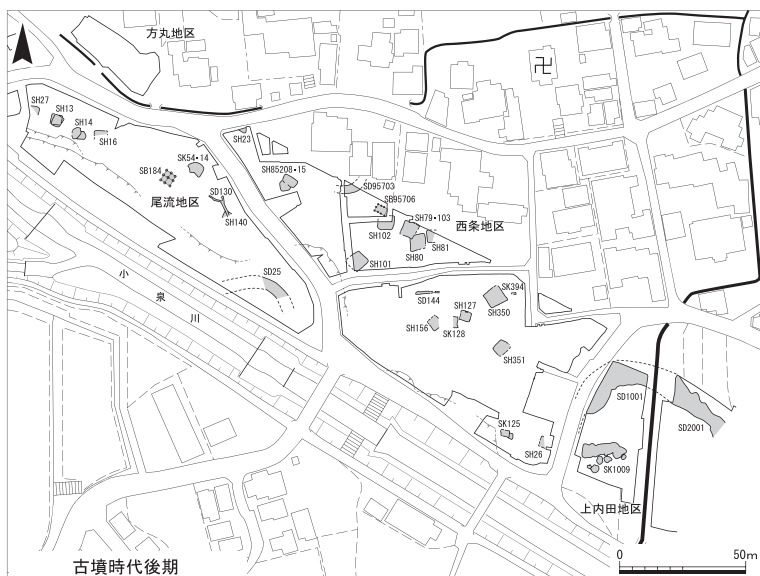 方丸地区
卍
SH27
SH13
SH14
SH16
SH23
SK54・14
SH85208・15
SB184
尾流地区
SD130
SH140
SD95703
SB95706
SH79・103
西条地区
SH102
SH81
SH80
SH101
SD25
小泉川
SD144
SK394
SH127
SH350
SH156
SK128
SH351
SD1001
SD2001
SK125
SH26
SK1009
上内田地区
古墳時代後期
0 50m